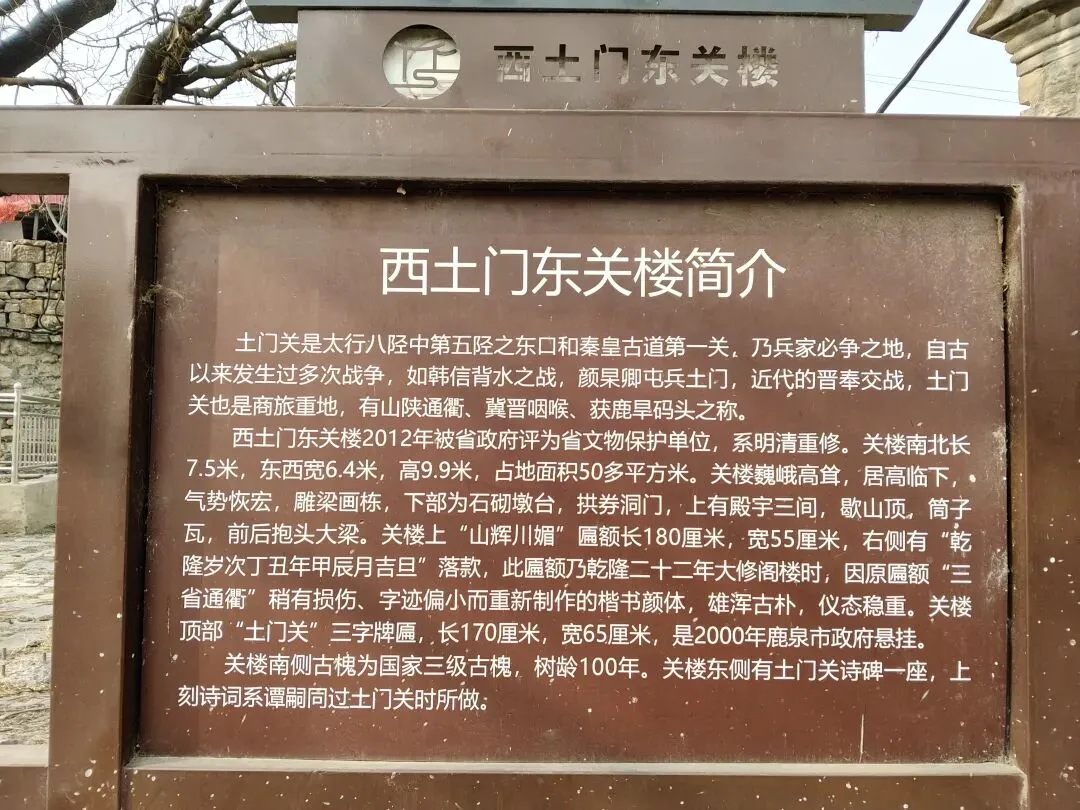 西土门东关楼
西土门东关楼简介
土门关是太行八陉中第五陉之东口和秦皇古道第一关，乃兵家必争之地，自古
以来发生过多次战争，如韩信背水之战，颜杲卿屯兵土门，近代的晋奉交战，土门
关也是商旅重地，有山陕通衢、冀晋咽喉、获鹿旱码头之称。
西土门东关楼2012年被省政府评为省文物保护单位，系明清重修。关楼南北长
7.5米，东西宽6.4米，高9.9米，占地面积50多平方米。关楼巍峨高耸，居高临下，
气势恢宏，雕梁画栋，下部为石砌墩台，拱券洞门，上有殿宇三间，歇山顶，筒子
瓦，前后抱头大梁。关楼上“山辉川媚”匾额长180厘米，宽55厘米，右侧有“乾
隆岁次丁丑年甲辰月吉旦”落款，此匾额乃乾隆二十二年大修阁楼时，因原匾额“三
省通衢”稍有损伤、字迹偏小而重新制作的楷书颜体，雄浑古朴，仪态稳重。关楼
顶部“土门关”三字牌匾，长170厘米，宽65厘米，是2000年鹿泉市政府悬挂。
关楼南侧古槐为国家三级古槐，树龄100年。关楼东侧有土门关诗碑一座，上
刻诗词系谭嗣同过土门关时所做。